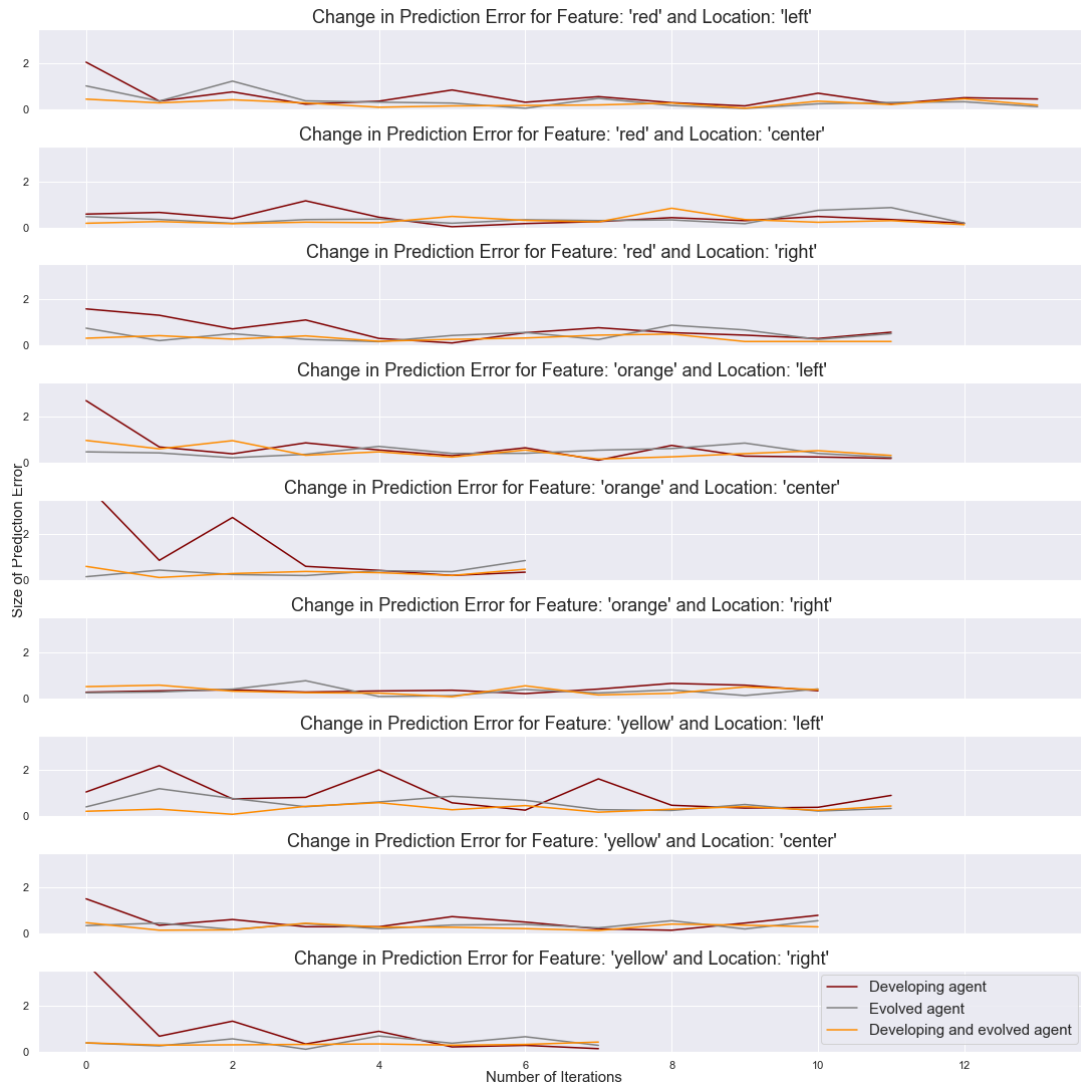 Change in Prediction Error for Feature: 'red' and Location: 'left'
2
0
Change in Prediction Error for Feature: 'red' and Location: 'center'
2
0
Change in Prediction Error for Feature: 'red' and Location: 'right'
2
0
Change in Prediction Error for Feature: 'orange' and Location: 'left'
2
0
Change in Prediction Error for Feature: 'orange' and Location: 'center'
2
0
Size of Prediction Error
Change in Prediction Error for Feature: 'orange' and Location: 'right'
2
0
Change in Prediction Error for Feature: 'yellow' and Location: 'left'
2
0
Change in Prediction Error for Feature: 'yellow' and Location: 'center'
2
0
Change in Prediction Error for Feature: 'yellow' and Location: 'right'
2
0
Developing agent
Evolved agent
Developing and evolved agent
0 2 4 6 8 10 12
Number of Iterations